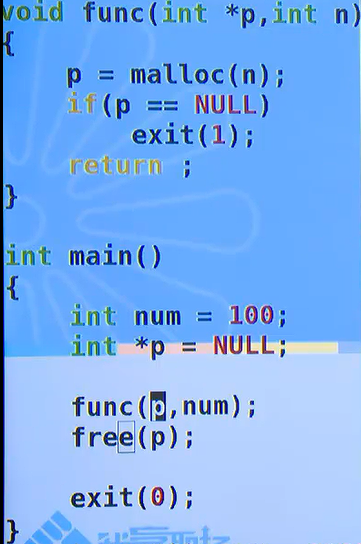 void func(int *p,int n)
{
    p = malloc(n);
    if(p == NULL)
        exit(1);
    return ;
}
int main()
{
    int num = 100;
    int *p = NULL;
    func(p,num);
    free(p);
    exit(0);
}